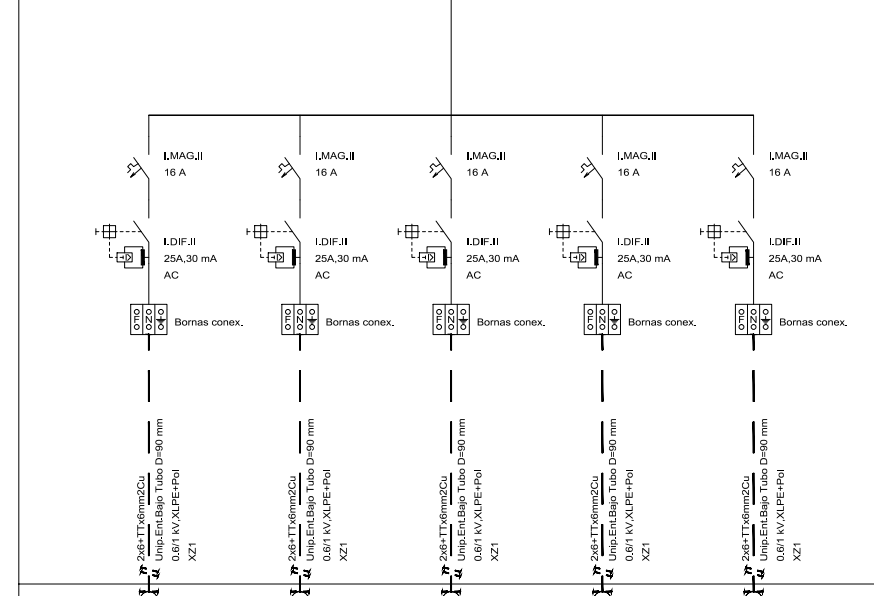 I.MAG.II
16 A
I.MAG.II
16 A
I.MAG.II
16 A
I.MAG.II
16 A
I.MAG.II
16 A
I.DIF.II
25A,30 mA
AC
I.DIF.II
25A,30 mA
AC
I.DIF.II
25A,30 mA
AC
I.DIF.II
25A,30 mA
AC
I.DIF.II
25A,30 mA
AC
F N
Bornas conex.
F N
Bornas conex.
F N
Bornas conex.
F N
Bornas conex.
F N
Bornas conex.
2x6+TTx6mm2Cu
Unip.Ent.Bajo Tubo D=90 mm
0.6/1 kV,XLPE+Pol
XZ1
2x6+TTx6mm2Cu
Unip.Ent.Bajo Tubo D=90 mm
0.6/1 kV,XLPE+Pol
XZ1
2x6+TTx6mm2Cu
Unip.Ent.Bajo Tubo D=90 mm
0.6/1 kV,XLPE+Pol
XZ1
2x6+TTx6mm2Cu
Unip.Ent.Bajo Tubo D=90 mm
0.6/1 kV,XLPE+Pol
XZ1
2x6+TTx6mm2Cu
Unip.Ent.Bajo Tubo D=90 mm
0.6/1 kV,XLPE+Pol
XZ1